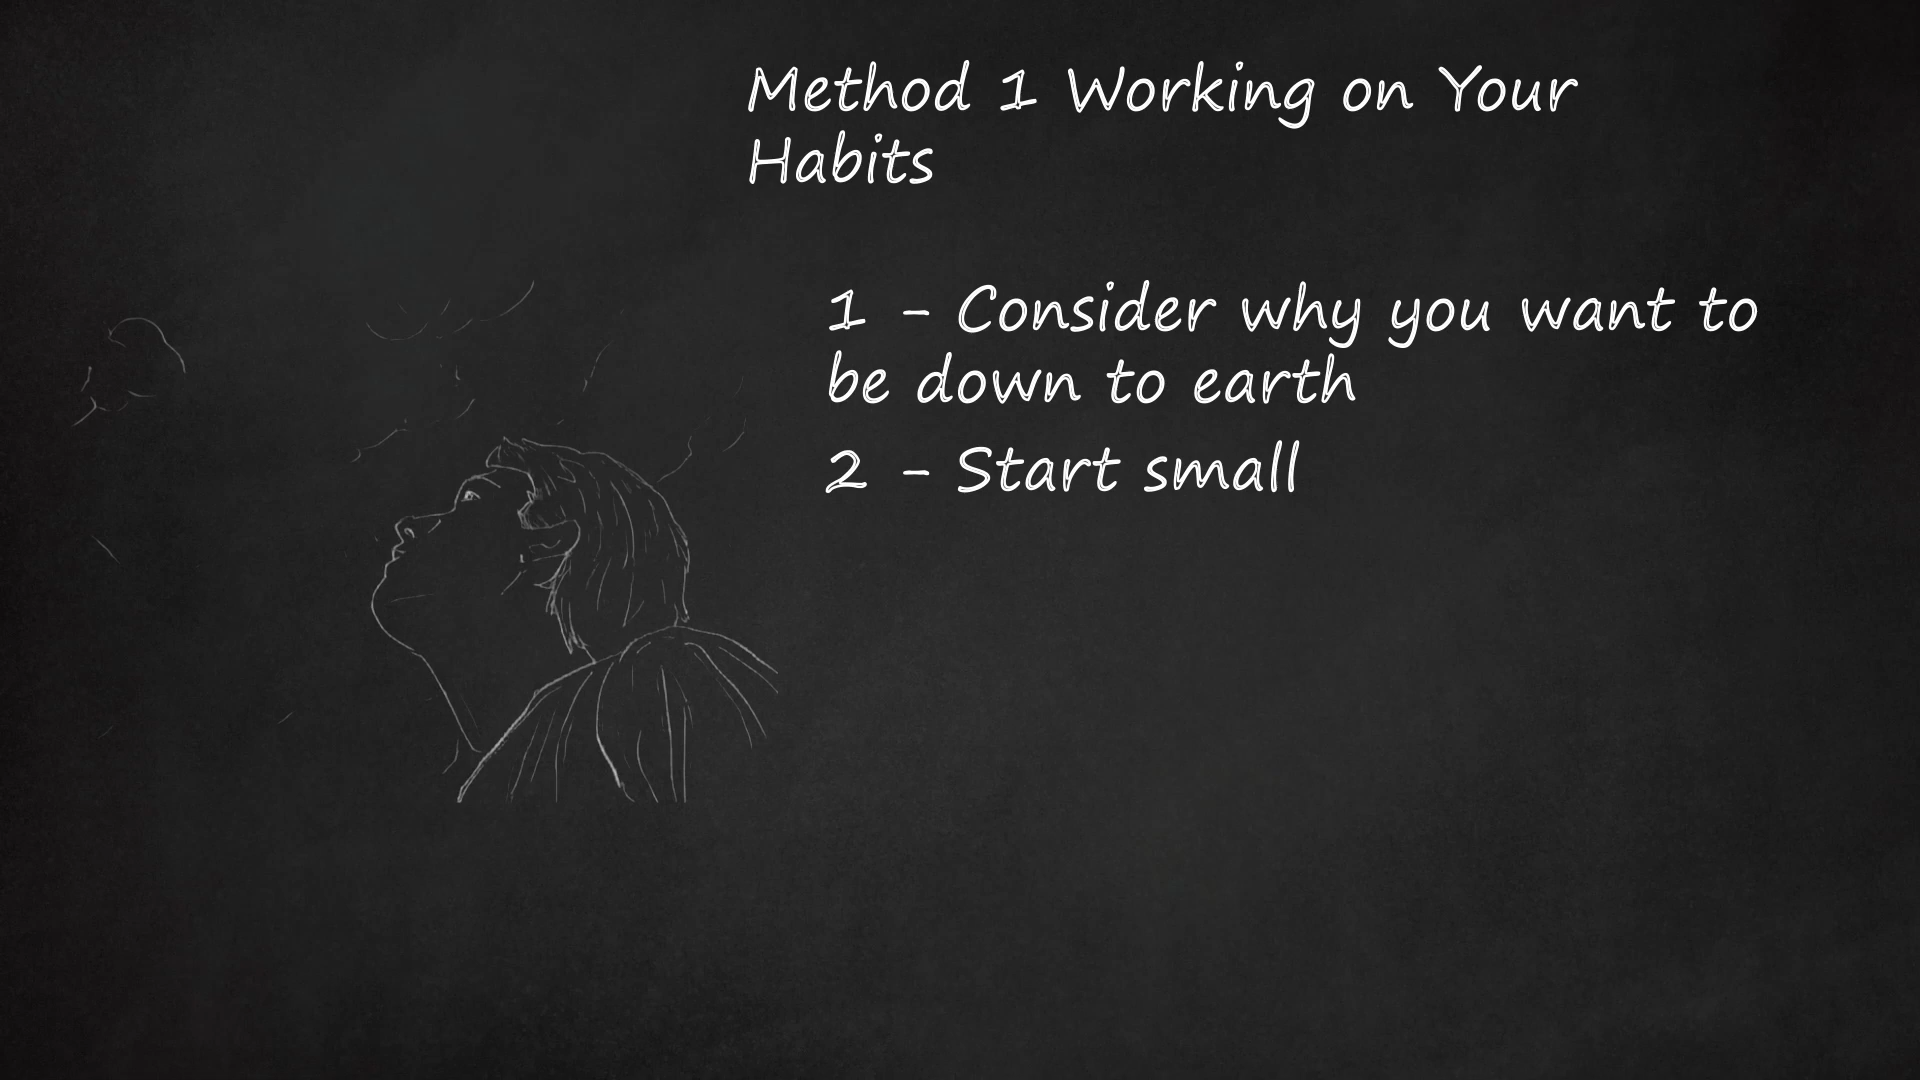 Method 1 Working on Your
Habits
1 - Consider why you want to
be down to earth
2 - Start small